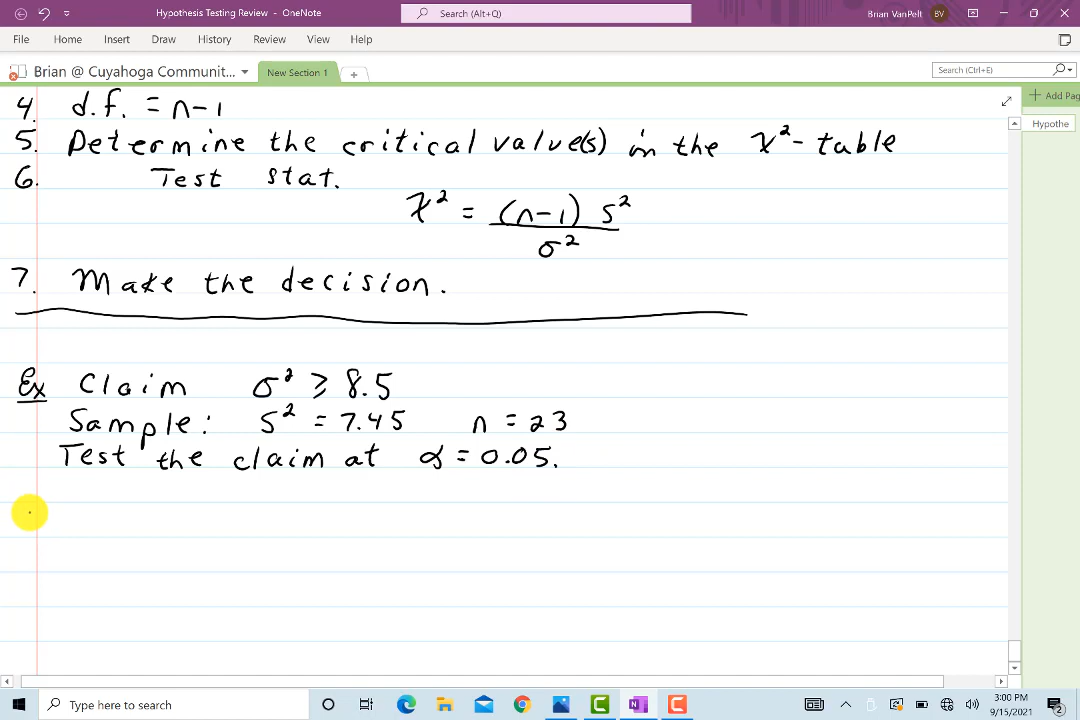 Hypothesis Testing Review - OneNote
Search (Alt+Q)
Brian VanPelt
BV
File Home Insert Draw History Review View Help
Brian @ Cuyahoga Communit...
New Section 1
Search (Ctrl+E)
Add Pag
Hypothe
4. d.f. = n-1
5. Determine the critical value(s) in the χ²-table
6. Test stat.
χ² = (n-1) s²
σ²
7. Make the decision.
Ex Claim σ² ≥ 8.5
Sample: s² = 7.45 n = 23
Test the claim at α = 0.05.
Type here to search
3:00 PM
9/15/2021
2